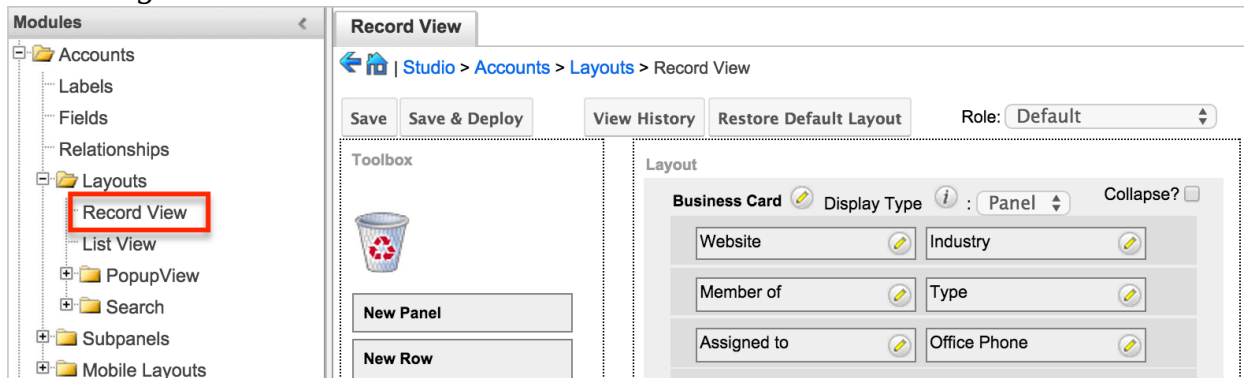 Modules <
Accounts
Labels
Fields
Relationships
Layouts
Record View
List View
PopupView
Search
Subpanels
Mobile Layouts
Record View
| Studio > Accounts > Layouts > Record View
Save Save & Deploy View History Restore Default Layout Role: Default
Toolbox
New Panel
New Row
Layout
Business Card Display Type i : Panel Collapse?
Website Industry
Member of Type
Assigned to Office Phone